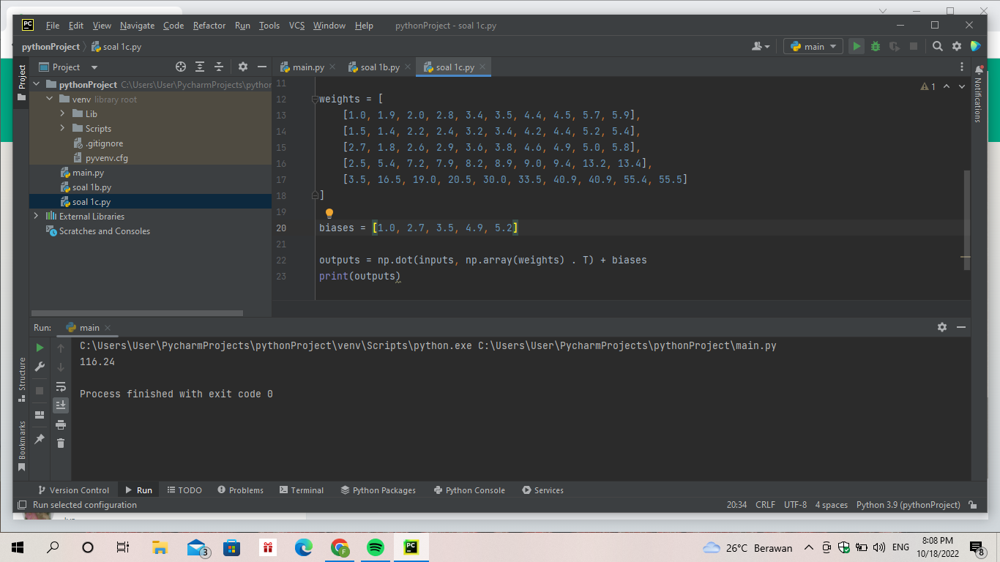 PC File Edit View Navigate Code Refactor Run Tools VCS Window Help pythonProject - soal 1c.py
pythonProject soal 1c.py main
Project
Project
main.py soal 1b.py soal 1c.py
Notifications
pythonProject C:\Users\User\PycharmProjects\python
venv library root
Lib
Scripts
.gitignore
pyvenv.cfg
main.py
soal 1b.py
soal 1c.py
External Libraries
Scratches and Consoles
1
11
12 weights = [
13 [1.0, 1.9, 2.0, 2.8, 3.4, 3.5, 4.4, 4.5, 5.7, 5.9],
14 [1.5, 1.4, 2.2, 2.4, 3.2, 3.4, 4.2, 4.4, 5.2, 5.4],
15 [2.7, 1.8, 2.6, 2.9, 3.6, 3.8, 4.6, 4.9, 5.0, 5.8],
16 [2.5, 5.4, 7.2, 7.9, 8.2, 8.9, 9.0, 9.4, 13.2, 13.4],
17 [3.5, 16.5, 19.0, 20.5, 30.0, 33.5, 40.9, 40.9, 55.4, 55.5]
18 ]
19
20 biases = [1.0, 2.7, 3.5, 4.9, 5.2]
21
22 outputs = np.dot(inputs, np.array(weights) . T) + biases
23 print(outputs)
Run: main
C:\Users\User\PycharmProjects\pythonProject\venv\Scripts\python.exe C:\Users\User\PycharmProjects\pythonProject\main.py
116.24
Process finished with exit code 0
Structure
Bookmarks
Version Control Run TODO Problems Terminal Python Packages Python Console Services
Run selected configuration 20:34 CRLF UTF-8 4 spaces Python 3.9 (pythonProject)
3 F PC 26°C Berawan ENG 8:08 PM
10/18/2022 8